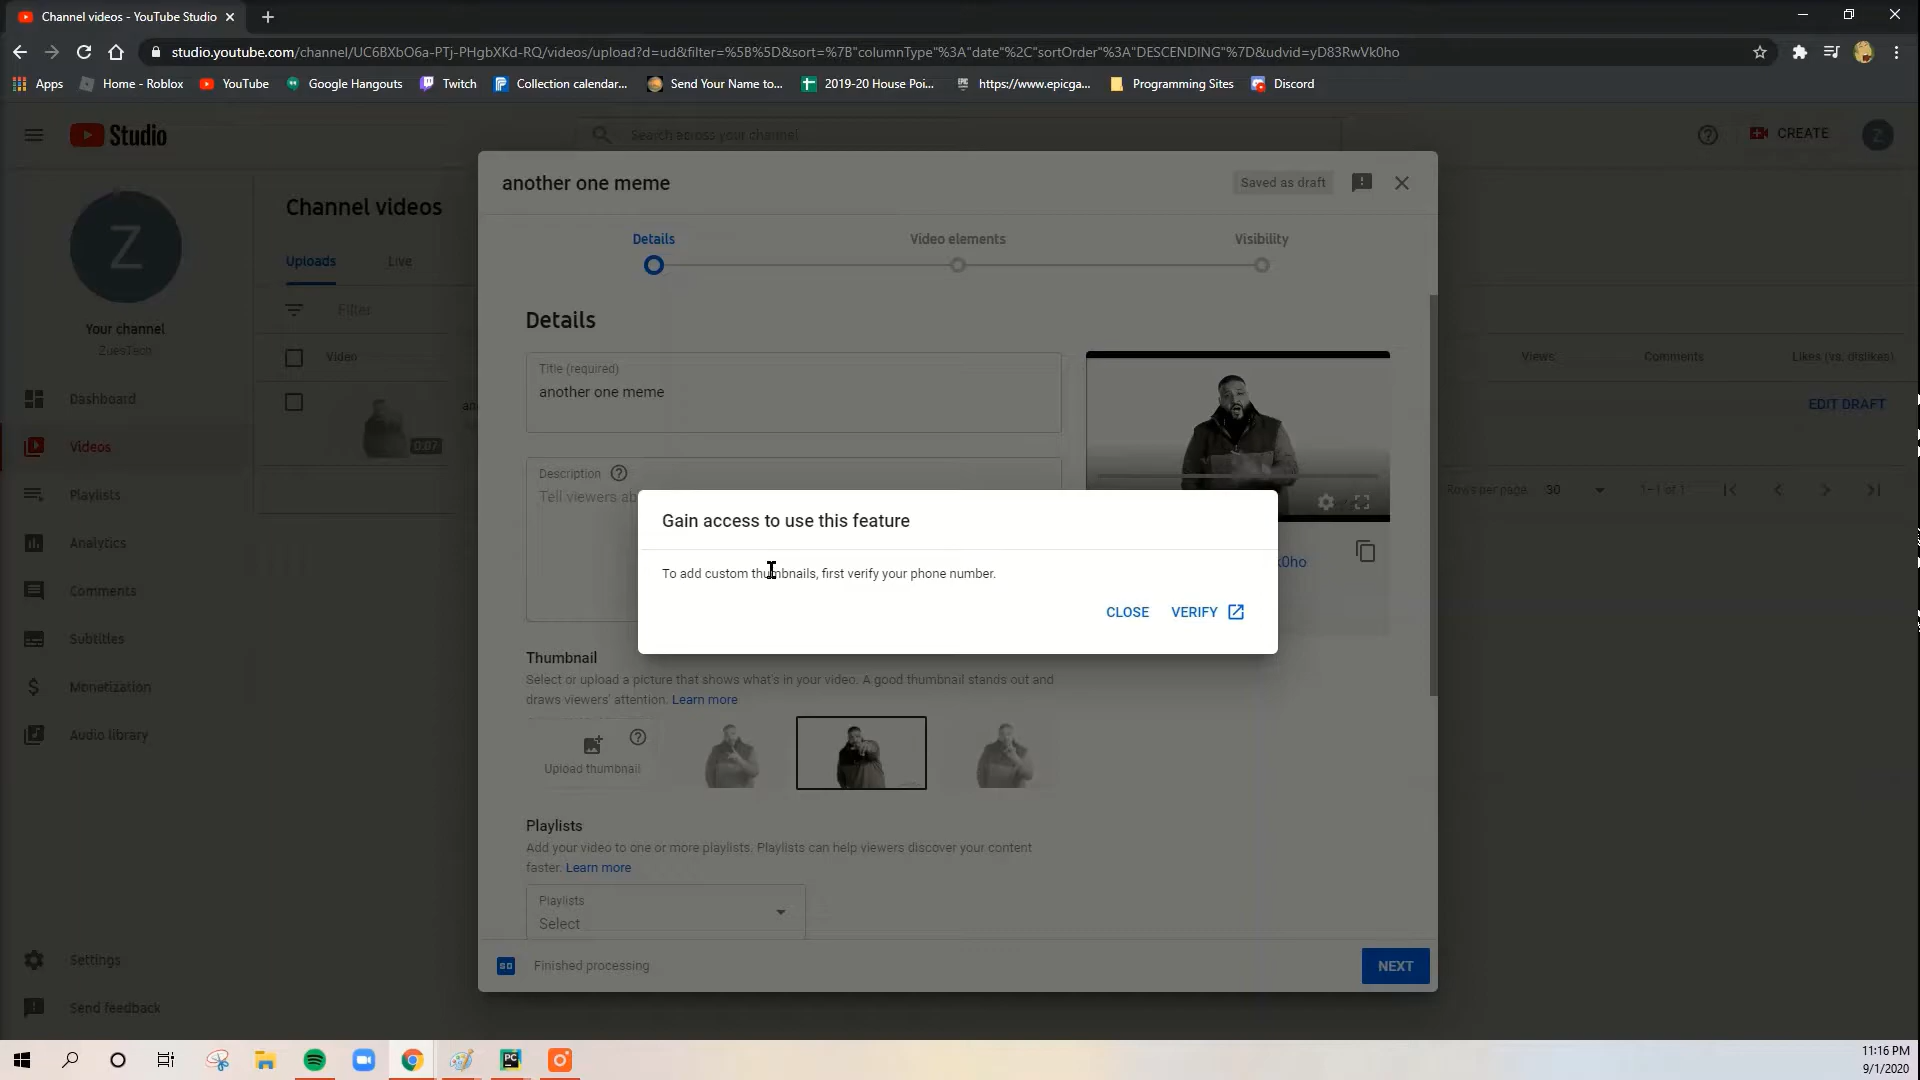 Channel videos - YouTube Studio
studio.youtube.com/channel/UC6BXbO6a-PTj-PHgbXKd-RQ/videos/upload?d=ud&filter=%5B%5D&sort=%7B"columnType"%3A"date"%2C"sortOrder"%3A"DESCENDING"%7D&udvid=yD83RwVk0ho
Apps Home - Roblox YouTube Google Hangouts Twitch Collection calendar... Send Your Name to... 2019-20 House Poi... https://www.epicga... Programming Sites Discord
Studio
Search across your channel
CREATE
Z
Z
Your channel
ZuesTech
Dashboard
Videos
Playlists
Analytics
Comments
Subtitles
Monetization
Audio library
Settings
Send feedback
Channel videos
Uploads Live
Filter
Video
Views Comments Likes (vs. dislikes)
0:07
EDIT DRAFT
Rows per page: 30 1–1 of 1
another one meme
Saved as draft
Details Video elements Visibility
Details
Title (required)
another one meme
Description
Tell viewers
k0ho
Gain access to use this feature
To add custom thumbnails, first verify your phone number.
CLOSE VERIFY
Thumbnail
Select or upload a picture that shows what's in your video. A good thumbnail stands out and
draws viewers' attention. Learn more
Upload thumbnail
Playlists
Add your video to one or more playlists. Playlists can help viewers discover your content
faster. Learn more
Playlists
Select
SD Finished processing
NEXT
PC
11:16 PM
9/1/2020